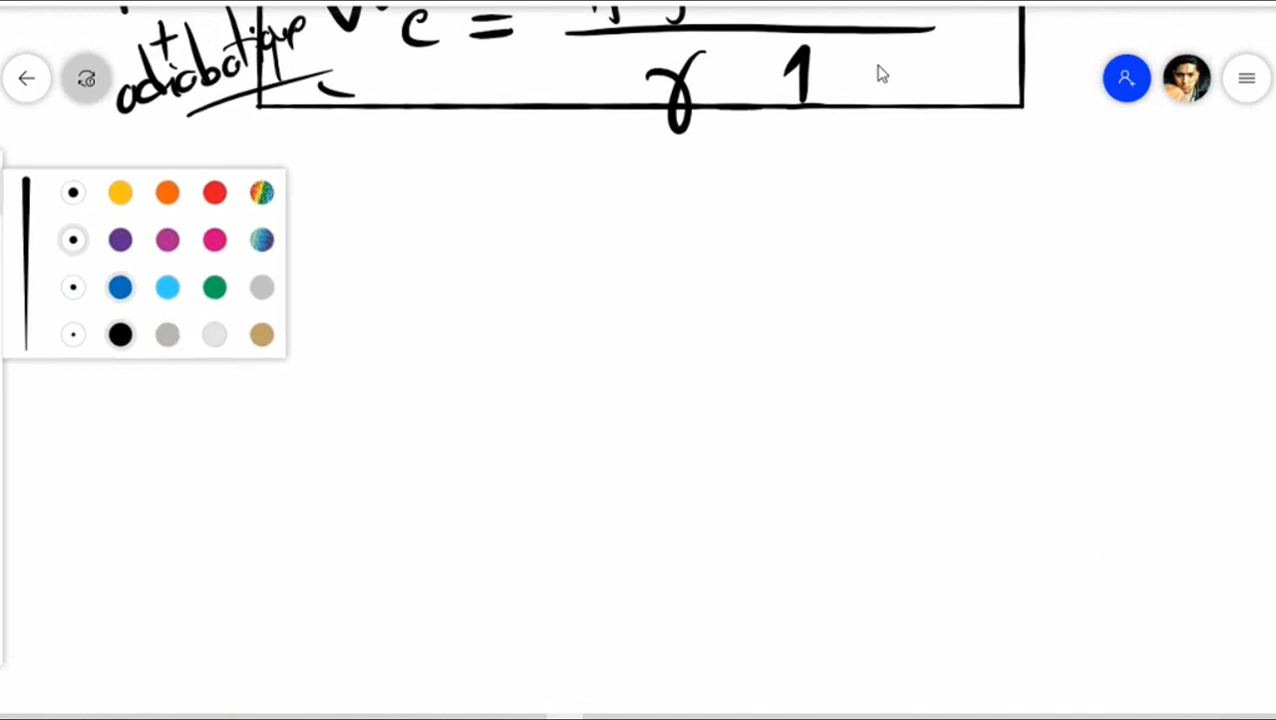 +
adiabatique
c =
γ 1